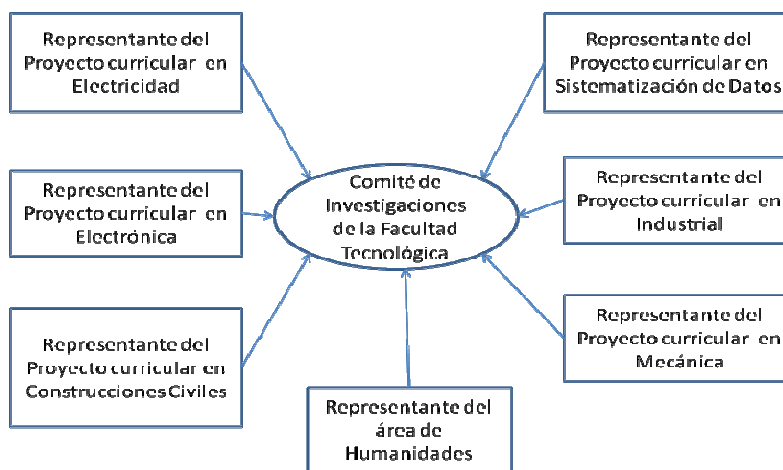 Representante del
Proyecto curricular en
Electricidad
Representante del
Proyecto curricular en
Sistematización de Datos
Representante del
Proyecto curricular en
Electrónica
Comité de
Investigaciones
de la Facultad
Tecnológica
Representante del
Proyecto curricular en
Industrial
Representante del
Proyecto curricular en
Construcciones Civiles
Representante del
Proyecto curricular en
Mecánica
Representante del
área de
Humanidades